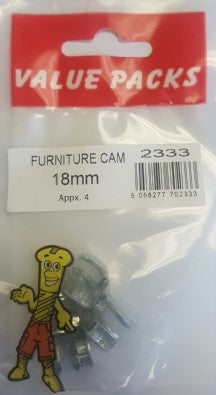 VALUE PACKS
FURNITURE CAM 2333
18mm
Appx. 4
5 056277 702333